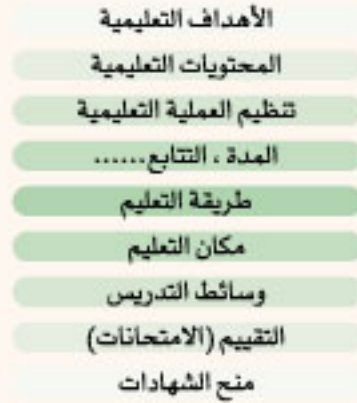 الأهداف التعليمية
المحتويات التعليمية
تنظيم العملية التعليمية
المدة ، التتابع......
طريقة التعليم
مكان التعليم
وسائط التدريس
التقييم (الامتحانات)
منح الشهادات